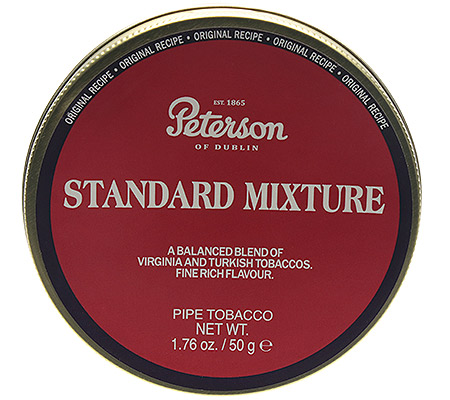 ORIGINAL RECIPE • ORIGINAL RECIPE • ORIGINAL RECIPE • ORIGINAL RECIPE • ORIGINAL RECIPE
EST. 1865
Peterson
OF DUBLIN
STANDARD MIXTURE
A BALANCED BLEND OF
VIRGINIA AND TURKISH TOBACCOS.
FINE RICH FLAVOUR.
PIPE TOBACCO
NET WT.
1.76 oz. / 50 g ℮